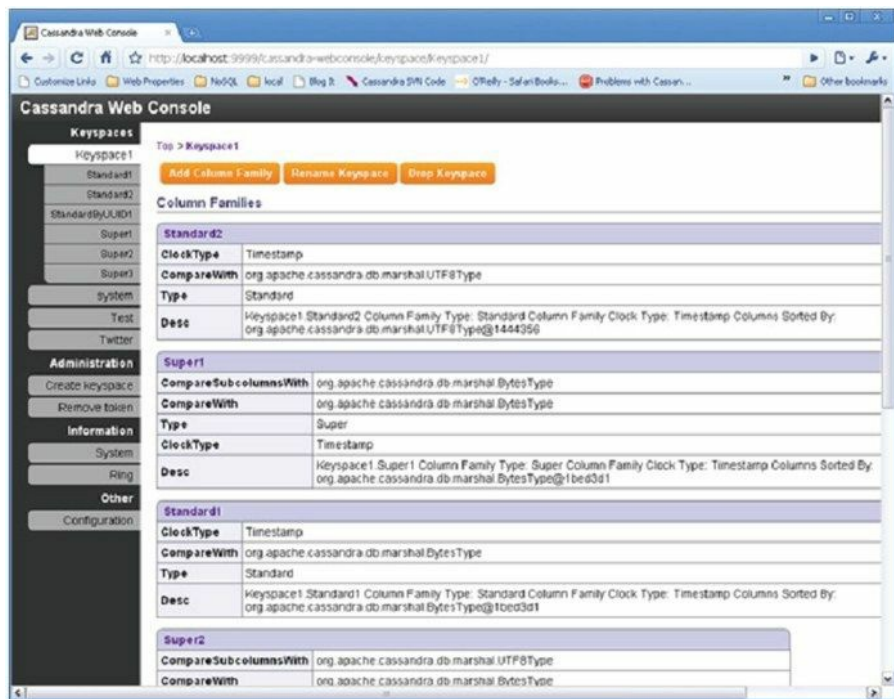 Cassandra Web Console
http://localhost:9999/cassandra-webconsole/keyspace/Keyspace1/
Customize Links Web Properties NoSQL local Blog It Cassandra SVN Code O'Reilly - Safari Books... Problems with Cassan... Other bookmarks
Cassandra Web Console
Keyspaces
Keyspace1
Standard1
Standard2
StandardByUUID1
Super1
Super2
Super3
system
Test
Twitter
Administration
Create keyspace
Remove token
Information
System
Ring
Other
Configuration
Top > Keyspace1
Add Column Family Rename Keyspace Drop Keyspace
Column Families
Standard2
ClockType Timestamp
CompareWith org.apache.cassandra.db.marshal.UTF8Type
Type Standard
Desc Keyspace1.Standard2 Column Family Type: Standard Column Family Clock Type: Timestamp Columns Sorted By:
org.apache.cassandra.db.marshal.UTF8Type@1444356
Super1
CompareSubcolumnsWith org.apache.cassandra.db.marshal.BytesType
CompareWith org.apache.cassandra.db.marshal.BytesType
Type Super
ClockType Timestamp
Desc Keyspace1.Super1 Column Family Type: Super Column Family Clock Type: Timestamp Columns Sorted By:
org.apache.cassandra.db.marshal.BytesType@1bed3d1
Standard1
ClockType Timestamp
CompareWith org.apache.cassandra.db.marshal.BytesType
Type Standard
Desc Keyspace1.Standard1 Column Family Type: Standard Column Family Clock Type: Timestamp Columns Sorted By:
org.apache.cassandra.db.marshal.BytesType@1bed3d1
Super2
CompareSubcolumnsWith org.apache.cassandra.db.marshal.UTF8Type
CompareWith org.apache.cassandra.db.marshal.BytesType